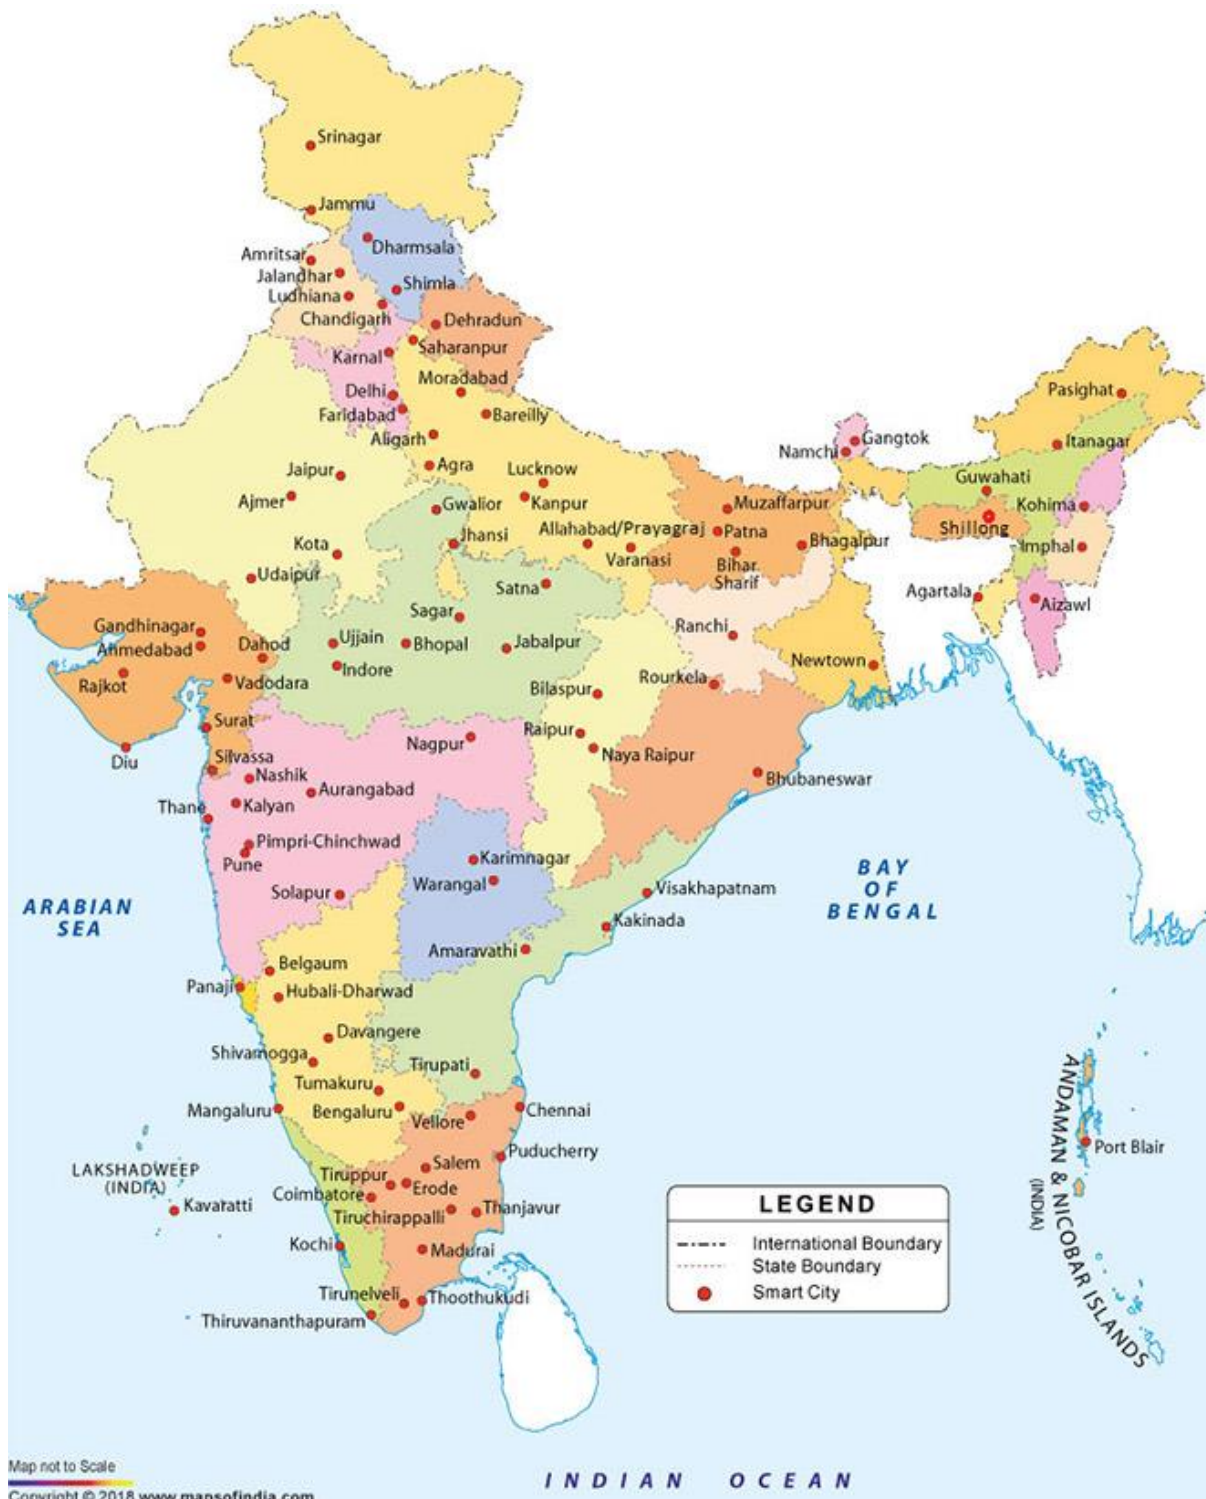 Srinagar
Jammu
Dharmsala
Amritsar
Jalandhar
Shimla
Ludhiana
Chandigarh
Dehradun
Saharanpur
Karnal
Moradabad
Delhi
Pasighat
Faridabad
Bareilly
Aligarh
Gangtok
Itanagar
Namchi
Jaipur
Agra
Lucknow
Guwahati
Ajmer
Gwalior
Kanpur
Muzaffarpur
Kohima
Shillong
Allahabad/Prayagraj
Patna
Jhansi
Kota
Bhagalpur
Imphal
Varanasi
Bihar
Sharif
Udaipur
Satna
Agartala
Aizawl
Sagar
Gandhinagar
Ranchi
Ujjain
Bhopal
Jabalpur
Ahmedabad
Dahod
Newtown
Indore
Rourkela
Rajkot
Vadodara
Bilaspur
Surat
Raipur
Nagpur
Naya Raipur
Diu
Silvassa
Nashik
Bhubaneswar
Aurangabad
Thane
Kalyan
Pimpri-Chinchwad
Pune
Karimnagar
BAY
OF
BENGAL
Warangal
Visakhapatnam
Solapur
ARABIAN
SEA
Kakinada
Amaravathi
Belgaum
Panaji
Hubali-Dharwad
Davangere
Shivamogga
Tirupati
Tumakuru
Mangaluru
Bengaluru
Chennai
Vellore
Puducherry
ANDAMAN & NICOBAR ISLANDS
(INDIA)
Port Blair
LAKSHADWEEP
(INDIA)
Salem
Tiruppur
Erode
Coimbatore
Kavaratti
Tiruchirappalli
Thanjavur
LEGEND
International Boundary
State Boundary
Smart City
Kochi
Madurai
Tirunelveli
Thoothukudi
Thiruvananthapuram
Map not to Scale
INDIAN OCEAN
Copyright © 2018 www.mapsofindia.com